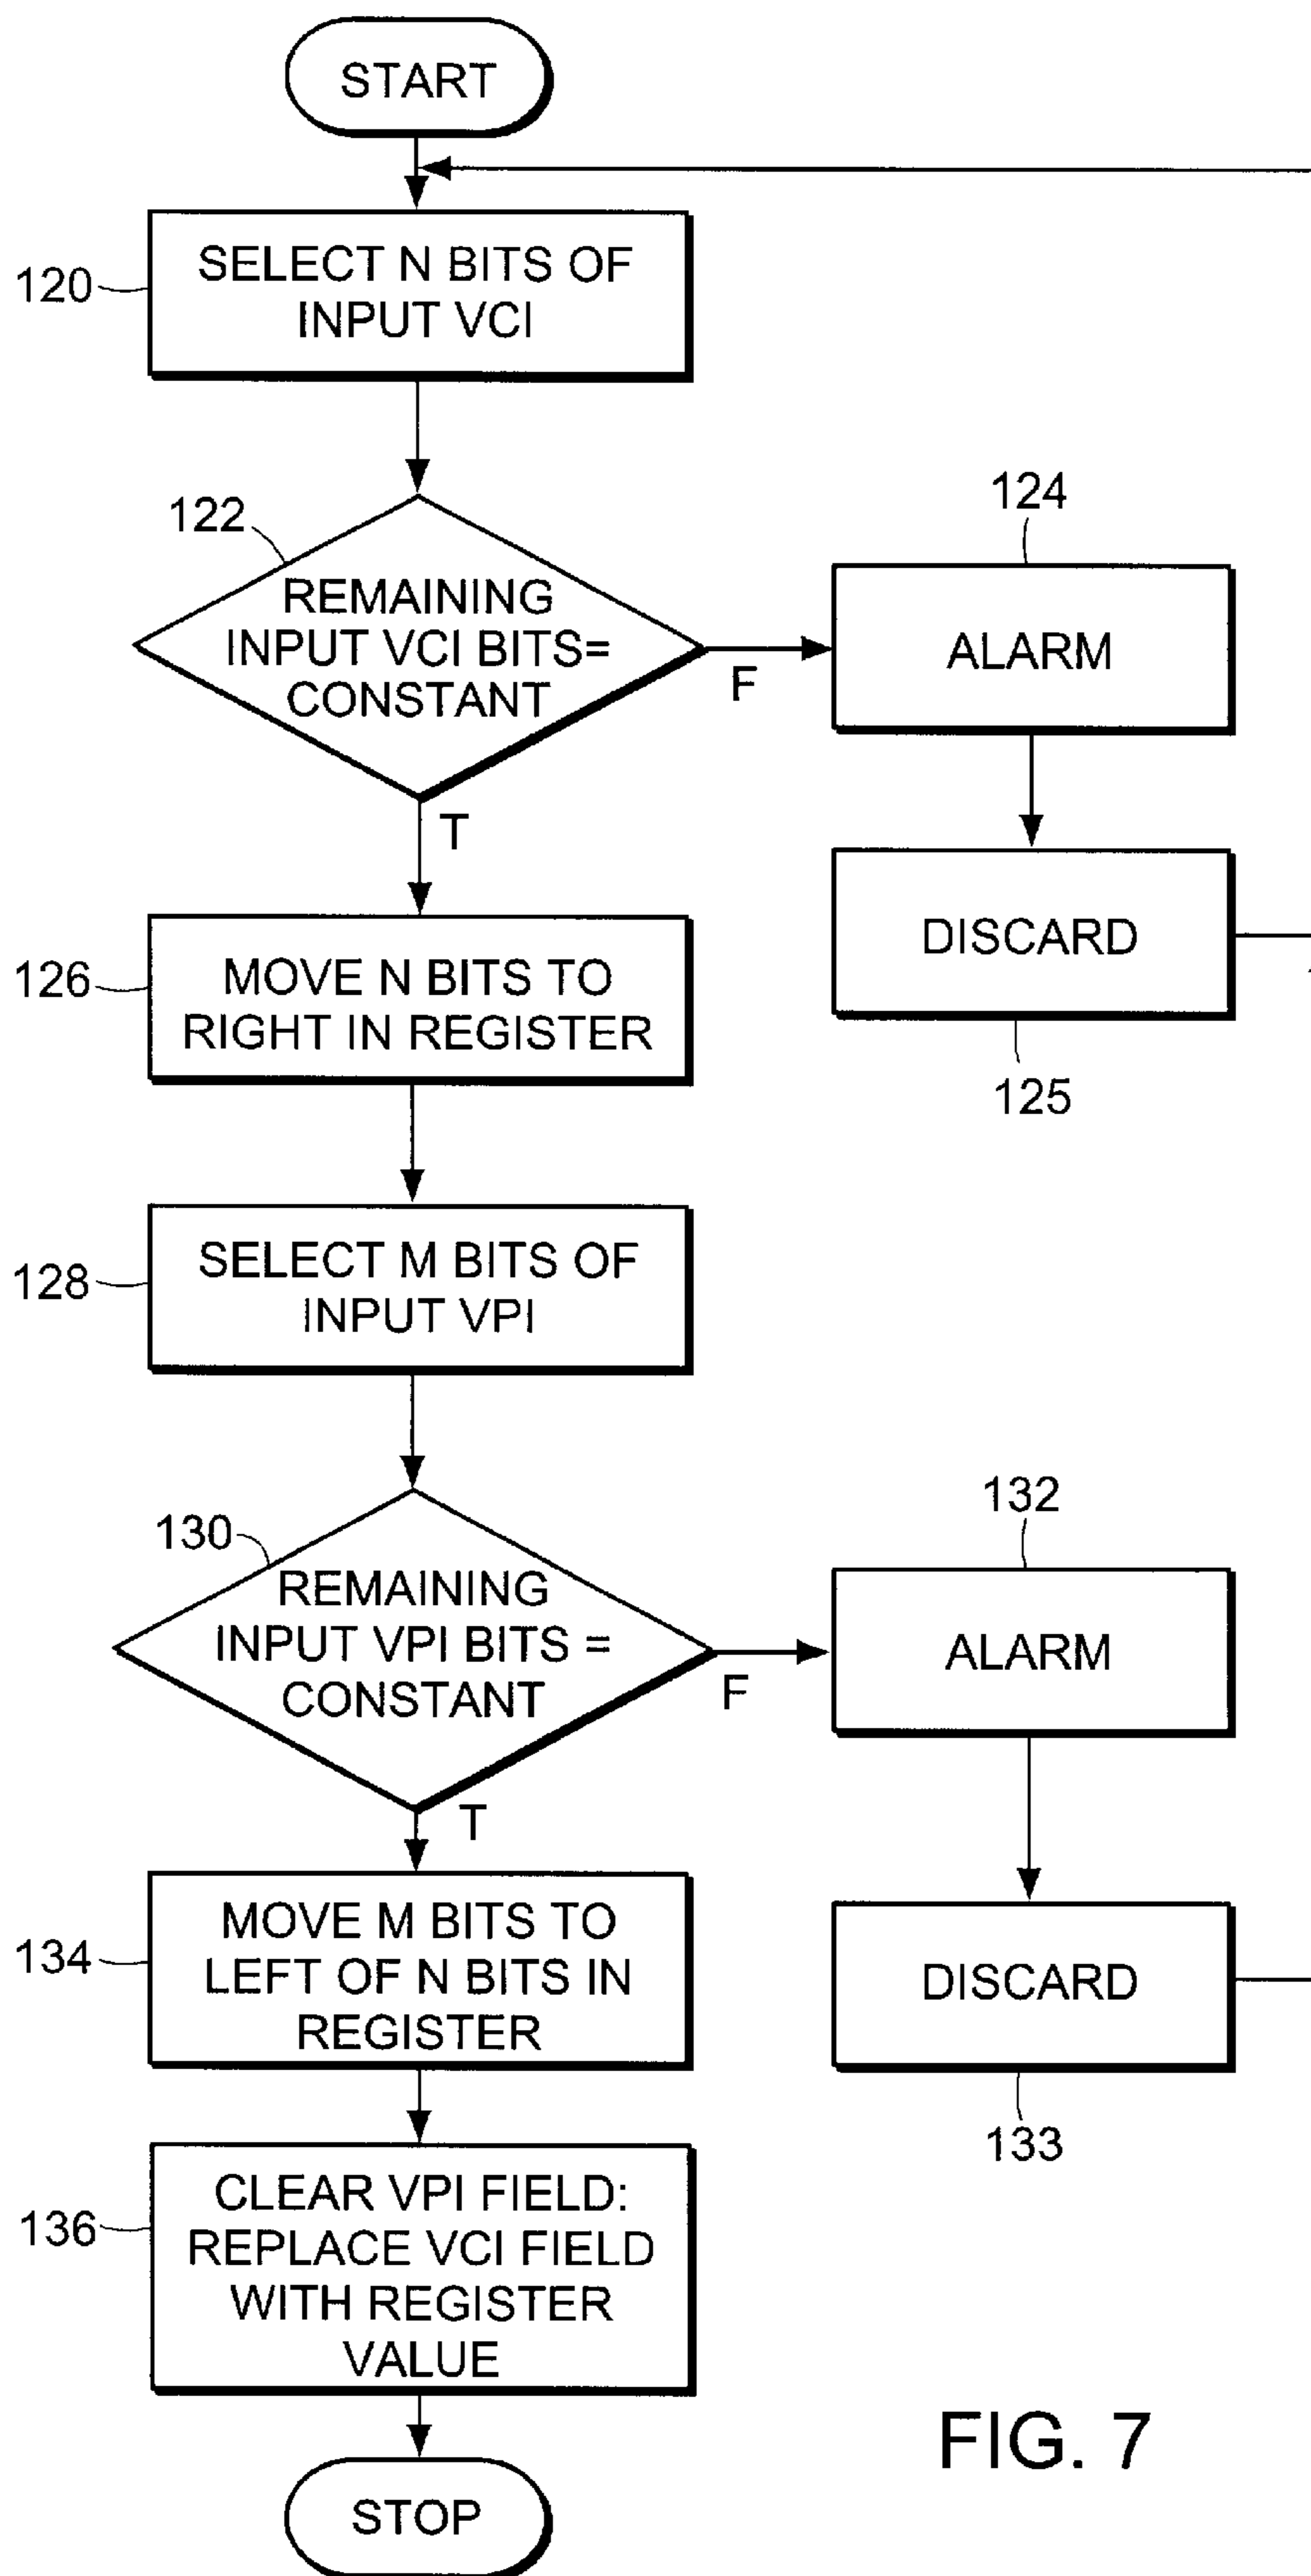 START
120
SELECT N BITS OF
INPUT VCI
122
REMAINING
INPUT VCI BITS=
CONSTANT
F
T
124
ALARM
DISCARD
125
126
MOVE N BITS TO
RIGHT IN REGISTER
128
SELECT M BITS OF
INPUT VPI
130
REMAINING
INPUT VPI BITS =
CONSTANT
F
T
132
ALARM
DISCARD
133
134
MOVE M BITS TO
LEFT OF N BITS IN
REGISTER
136
CLEAR VPI FIELD:
REPLACE VCI FIELD
WITH REGISTER
VALUE
STOP
FIG. 7